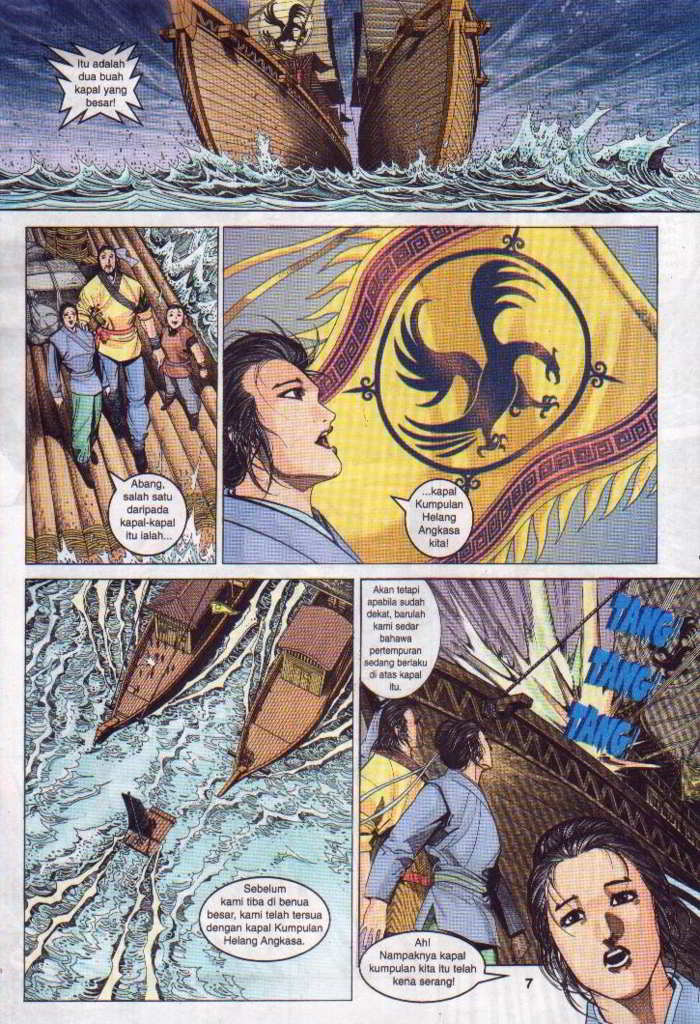 Itu adalah
dua buah
kapal yang
besar!
Abang,
salah satu
daripada
kapal-kapal
itu ialah...
...kapal
Kumpulan
Helang
Angkasa
kita!
Sebelum
kami tiba di benua
besar, kami telah tersua
dengan kapal Kumpulan
Helang Angkasa.
Akan tetapi
apabila sudah
dekat, barulah
kami sedar
bahawa
pertempuran
sedang berlaku
di atas kapal
itu.
TANG!
TANG!
TANG!
Ah!
Nampaknya kapal
kumpulan kita itu telah
kena serang!
7